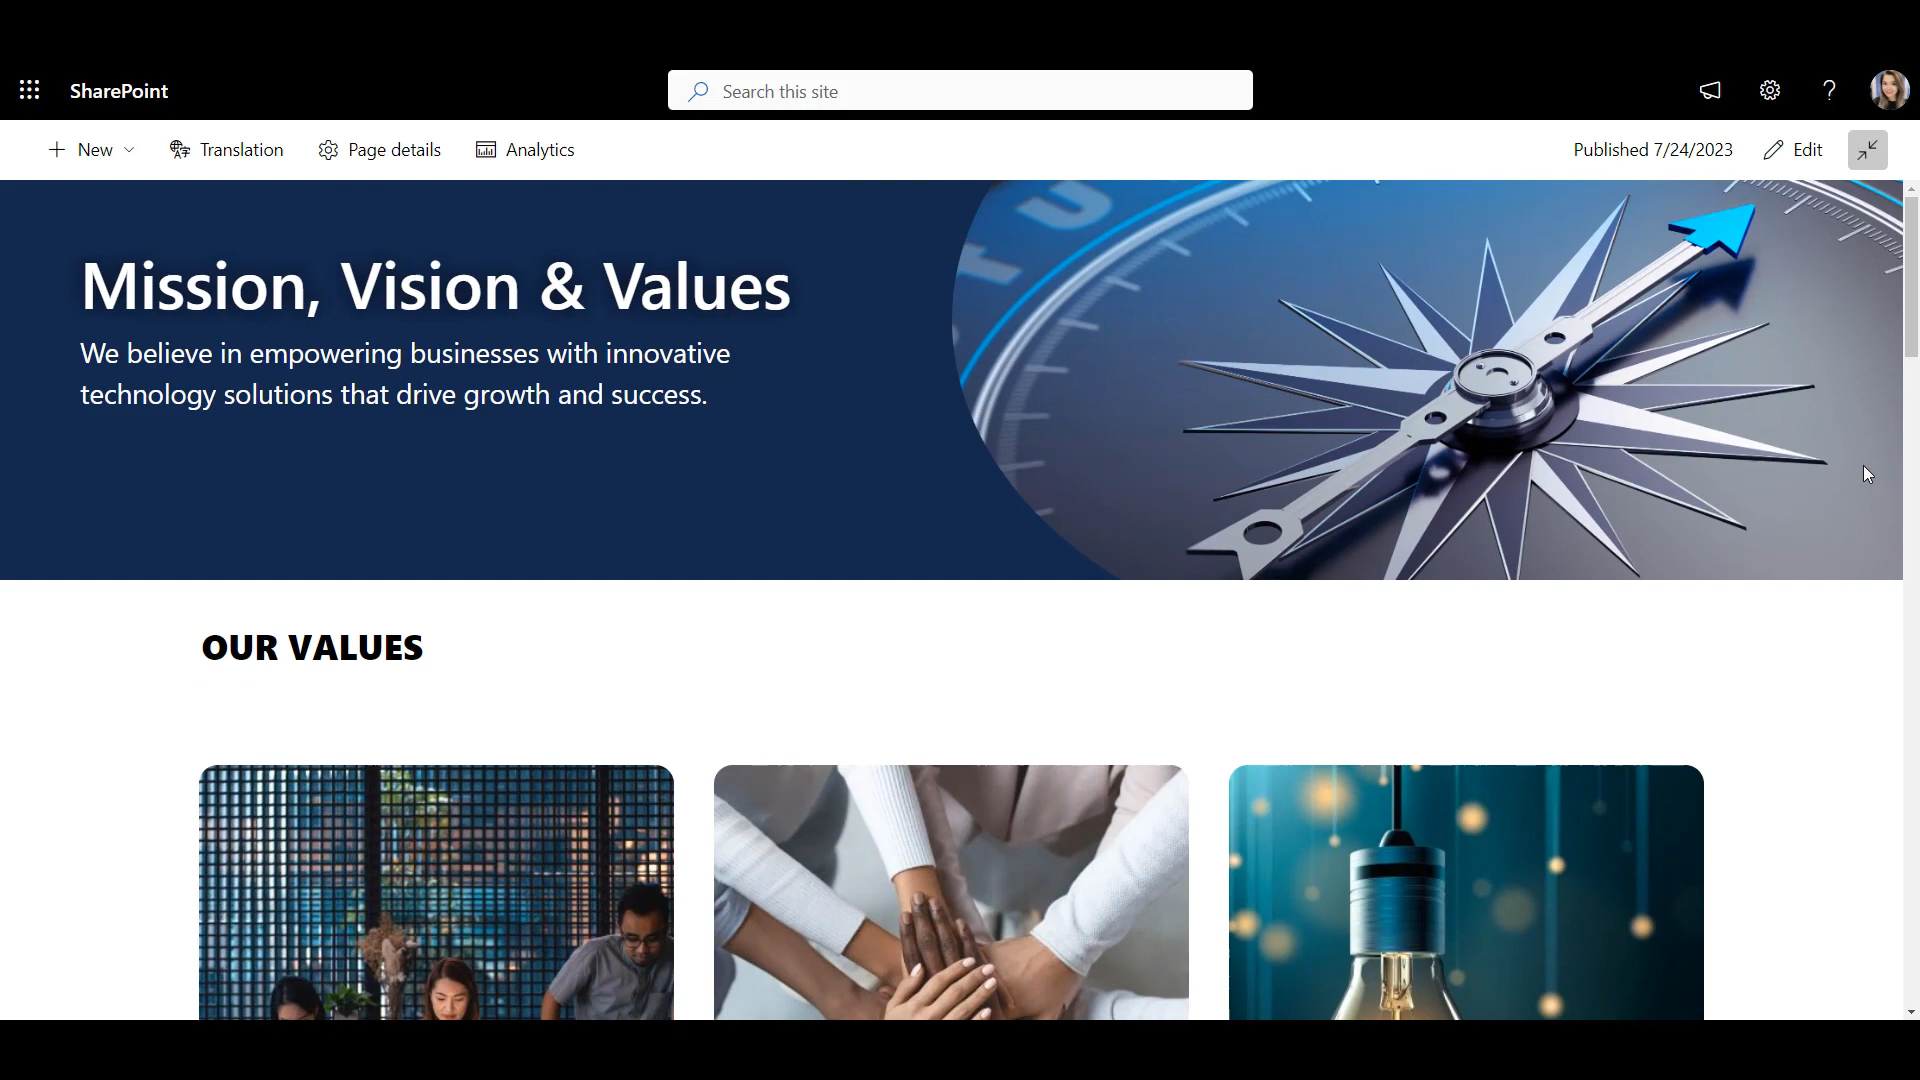 SharePoint
Search this site
New
Translation
Page details
Analytics
Published 7/24/2023
Edit
Mission, Vision & Values
We believe in empowering businesses with innovative
technology solutions that drive growth and success.
OUR VALUES